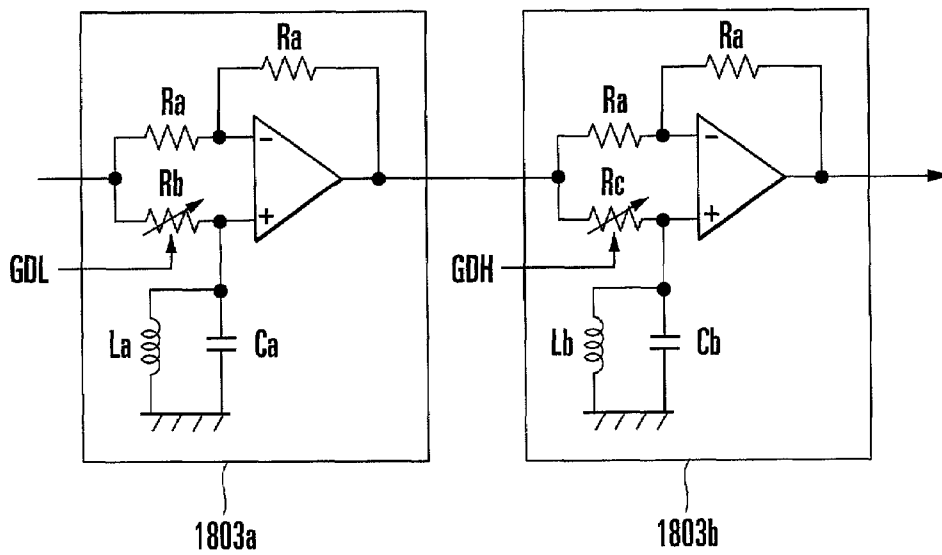 Ra
Ra
Rb
-
+
GDL
La
Ca
1803a
Ra
Ra
Rc
-
+
GDH
Lb
Cb
1803b